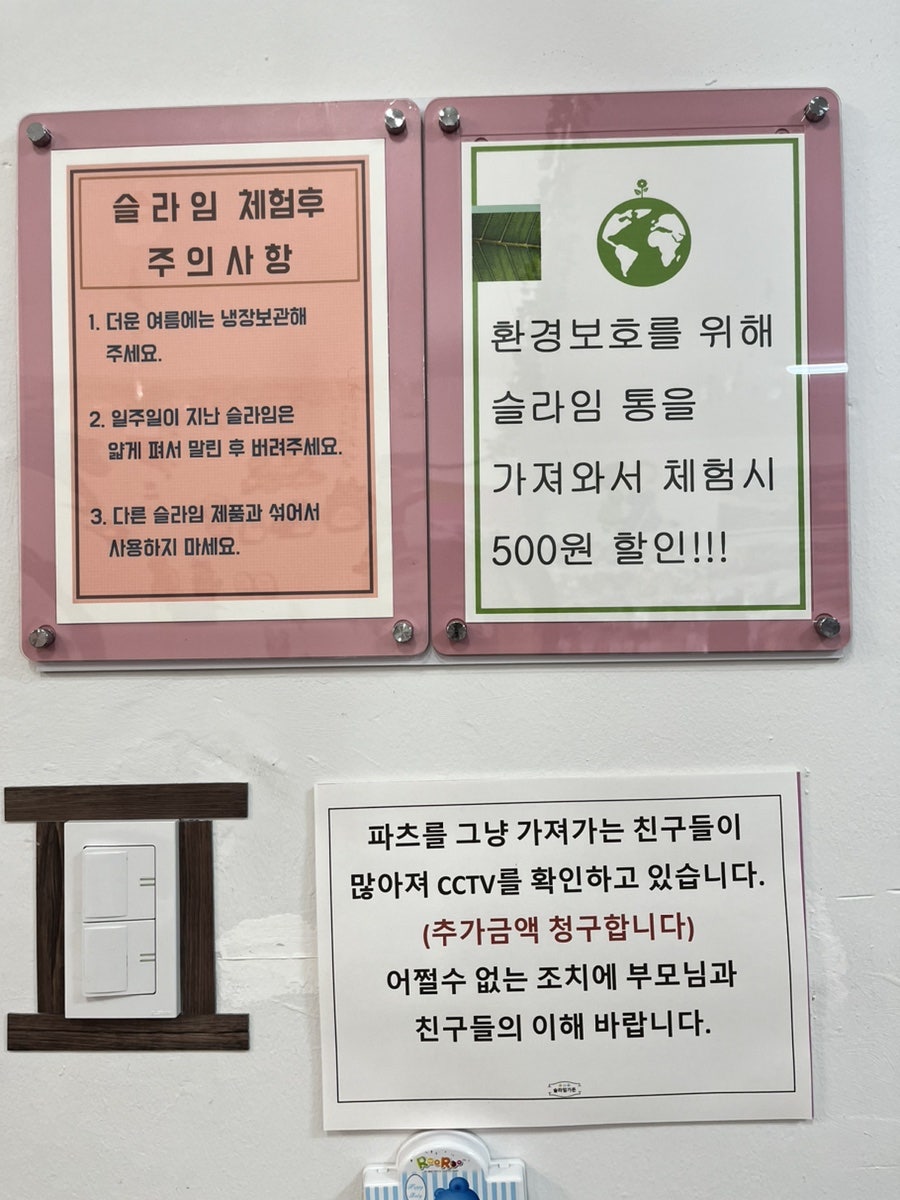 슬라임 체험후
주의사항
1. 더운 여름에는 냉장보관해
주세요.
2. 일주일이 지난 슬라임은
얇게 펴서 말린 후 버려주세요.
3. 다른 슬라임 제품과 섞어서
사용하지 마세요.
환경보호를 위해
슬라임 통을
가져와서 체험시
500원 할인!!!
파츠를 그냥 가져가는 친구들이
많아져 CCTV를 확인하고 있습니다.
(추가금액 청구합니다)
어쩔수 없는 조치에 부모님과
친구들의 이해 바랍니다.
BooRoo